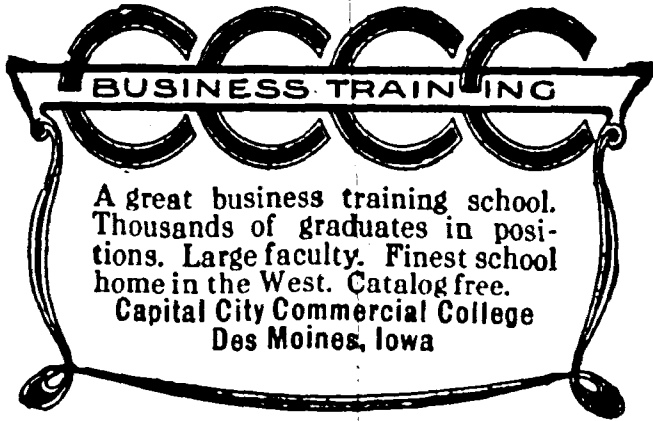 CCCC
BUSINESS TRAINING
A great business training school.
Thousands of graduates in posi-
tions. Large faculty. Finest school
home in the West. Catalog free.
Capital City Commercial College
Des Moines, Iowa